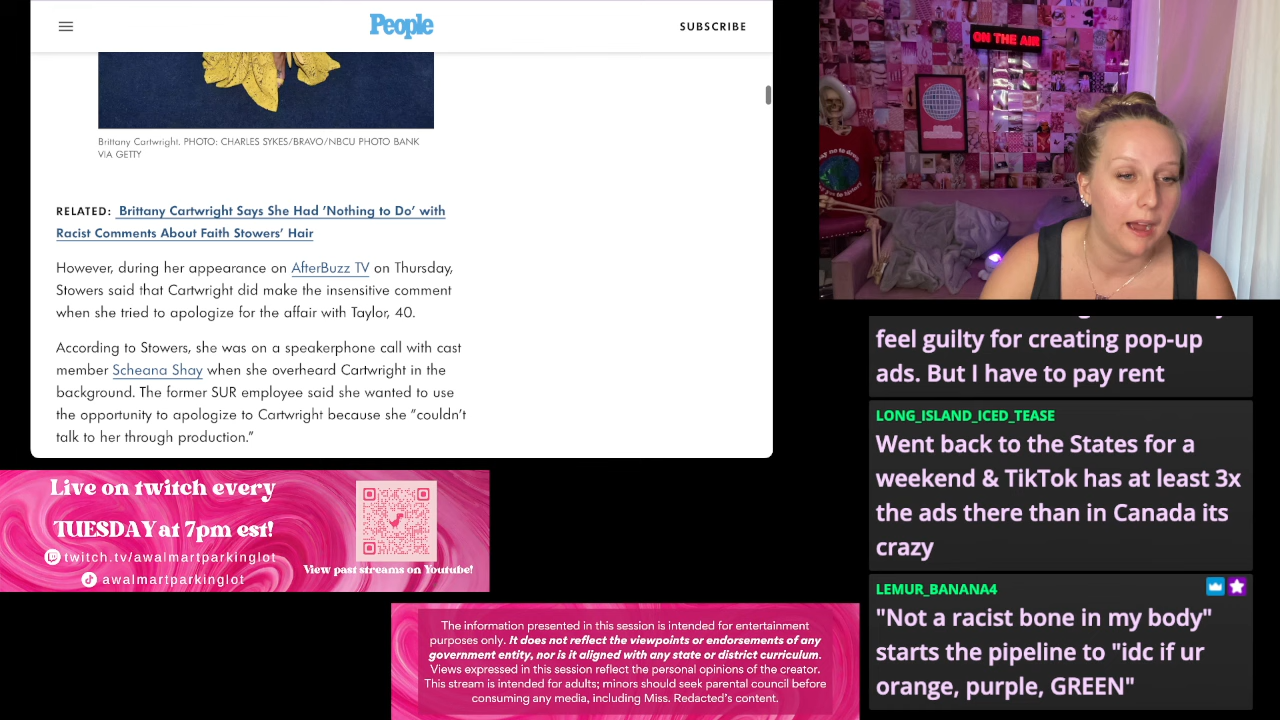 People
SUBSCRIBE
Brittany Cartwright. PHOTO: CHARLES SYKES/BRAVO/NBCU PHOTO BANK
VIA GETTY
RELATED: Brittany Cartwright Says She Had ‘Nothing to Do’ with
Racist Comments About Faith Stowers’ Hair
However, during her appearance on AfterBuzz TV on Thursday,
Stowers said that Cartwright did make the insensitive comment
when she tried to apologize for the affair with Taylor, 40.
According to Stowers, she was on a speakerphone call with cast
member Scheana Shay when she overheard Cartwright in the
background. The former SUR employee said she wanted to use
the opportunity to apologize to Cartwright because she “couldn’t
talk to her through production.”
ON THE AIR
feel guilty for creating pop-up
ads. But I have to pay rent
LONG_ISLAND_ICED_TEASE
Went back to the States for a
weekend & TikTok has at least 3x
the ads there than in Canada its
crazy
LEMUR_BANANA4
"Not a racist bone in my body"
starts the pipeline to "idc if ur
orange, purple, GREEN"
Live on twitch every
TUESDAY at 7pm est!
twitch.tv/awalmartparkinglot
awalmartparkinglot
View past streams on Youtube!
The information presented in this session is intended for entertainment
purposes only. It does not reflect the viewpoints or endorsements of any
government entity, nor is it aligned with any state or district curriculum.
Views expressed in this session reflect the personal opinions of the creator.
This stream is intended for adults; minors should seek parental council before
consuming any media, including Miss. Redacted's content.